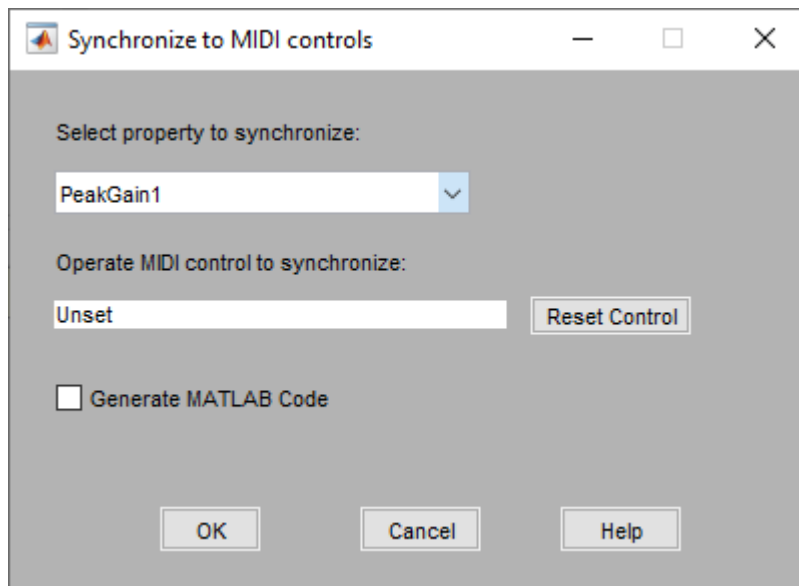 Synchronize to MIDI controls
Select property to synchronize:
PeakGain1
Operate MIDI control to synchronize:
Unset
Reset Control
Generate MATLAB Code
OK
Cancel
Help